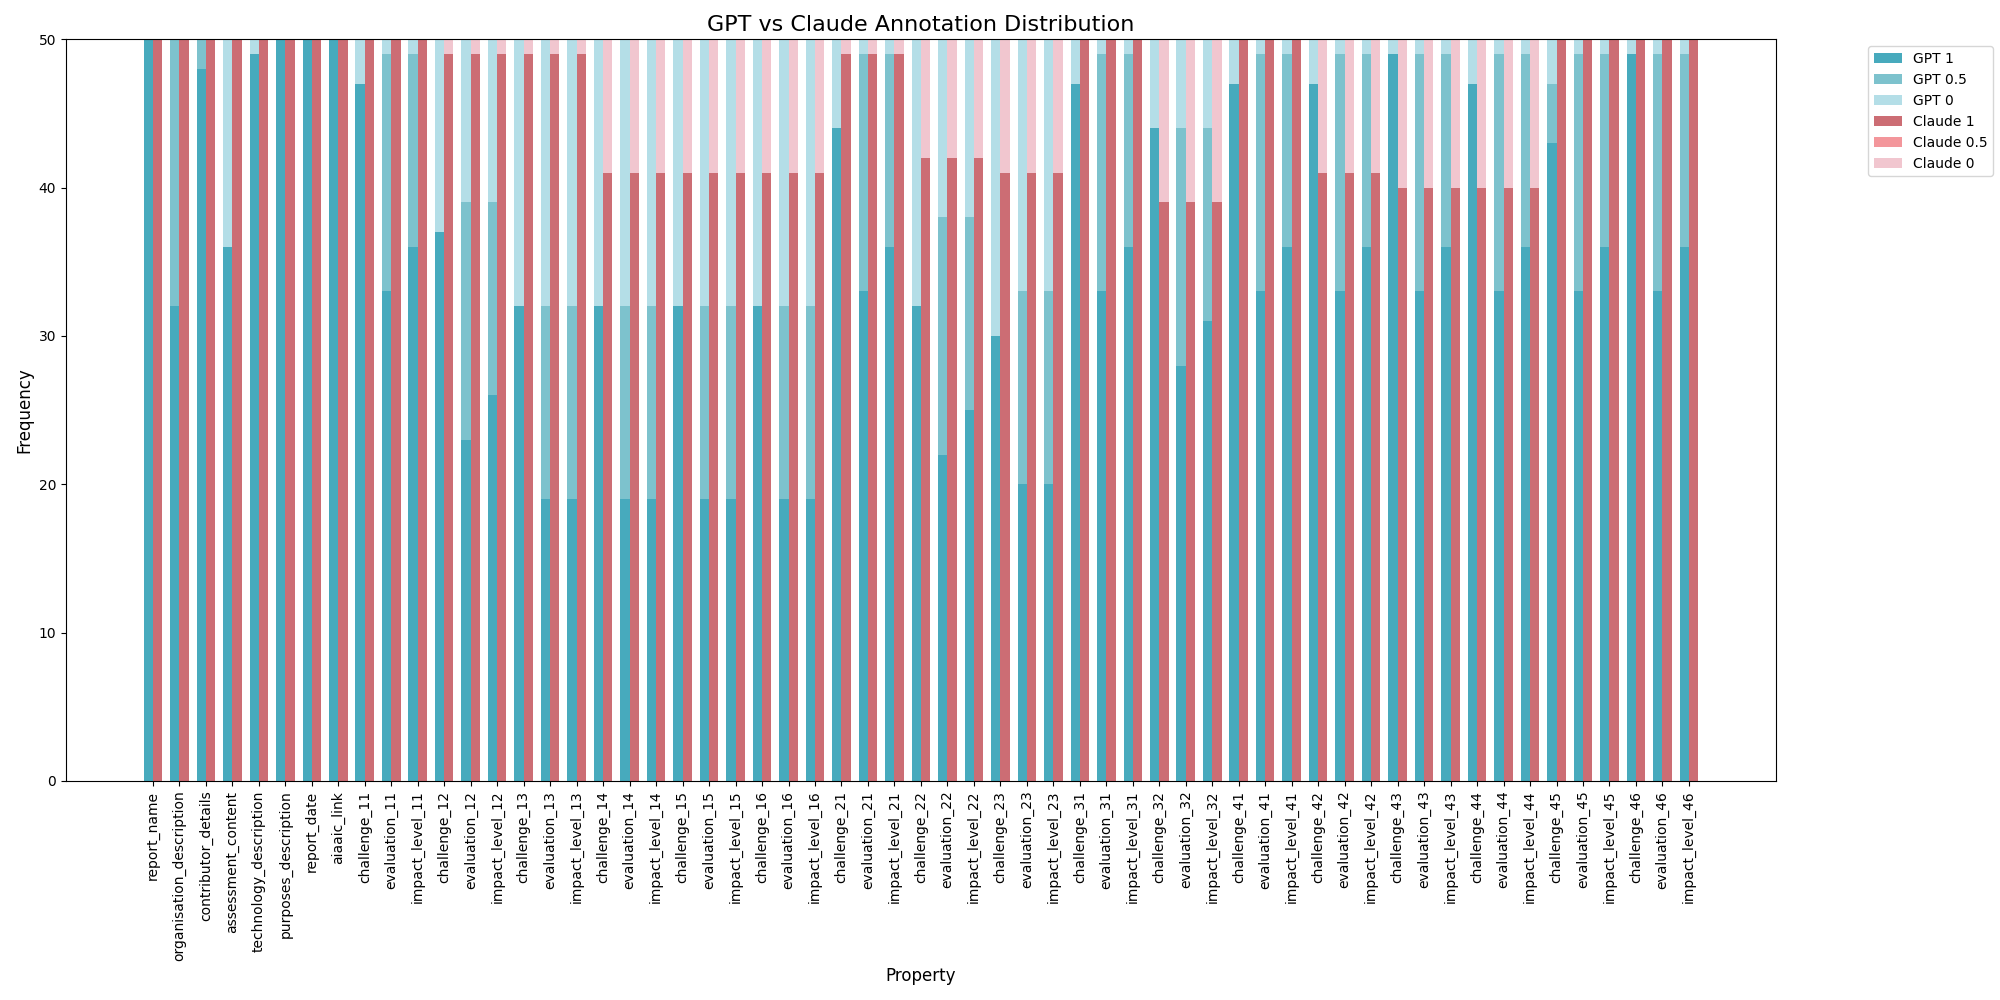 GPT vs Claude Annotation Distribution
50
40
30
20
10
0
Frequency
GPT 1
GPT 0.5
GPT 0
Claude 1
Claude 0.5
Claude 0
report_name
organisation_description
contributor_details
assessment_content
technology_description
purposes_description
report_date
aiaaic_link
challenge_11
evaluation_11
impact_level_11
challenge_12
evaluation_12
impact_level_12
challenge_13
evaluation_13
impact_level_13
challenge_14
evaluation_14
impact_level_14
challenge_15
evaluation_15
impact_level_15
challenge_16
evaluation_16
impact_level_16
challenge_21
evaluation_21
impact_level_21
challenge_22
evaluation_22
impact_level_22
challenge_23
evaluation_23
impact_level_23
challenge_31
evaluation_31
impact_level_31
challenge_32
evaluation_32
impact_level_32
challenge_41
evaluation_41
impact_level_41
challenge_42
evaluation_42
impact_level_42
challenge_43
evaluation_43
impact_level_43
challenge_44
evaluation_44
impact_level_44
challenge_45
evaluation_45
impact_level_45
challenge_46
evaluation_46
impact_level_46
Property